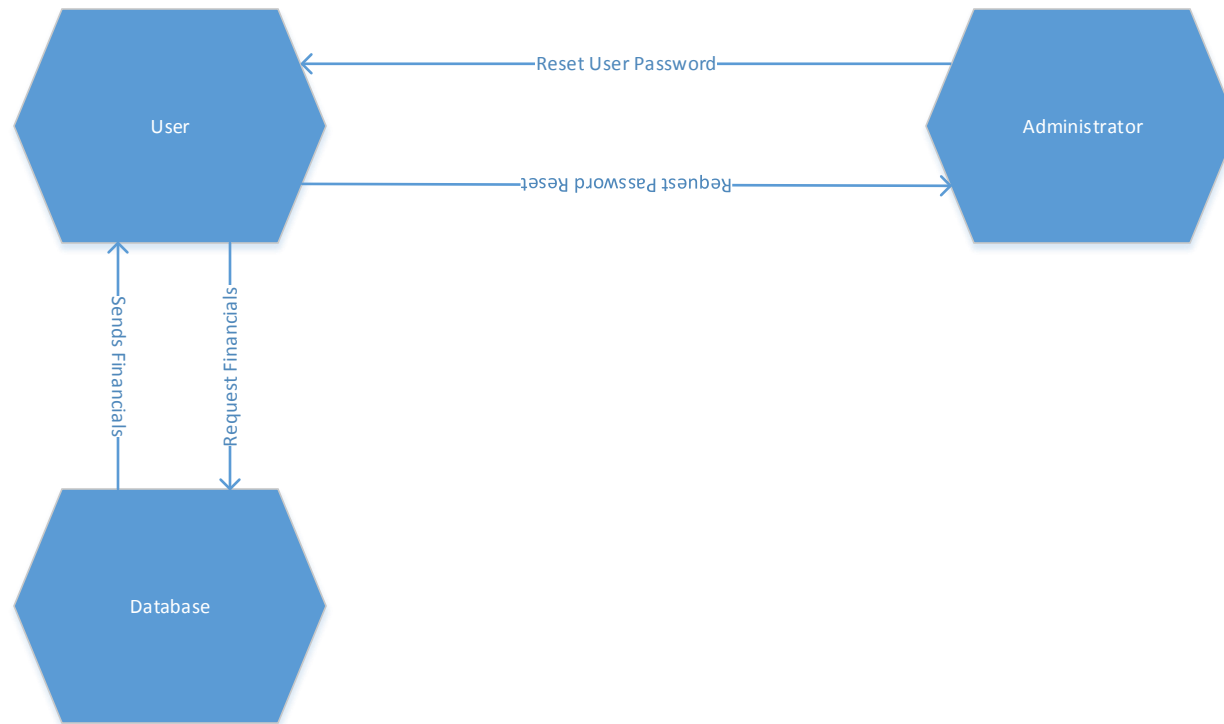 Reset User Password
User
Administrator
Request Password Reset
Sends Financials
Request Financials
Database